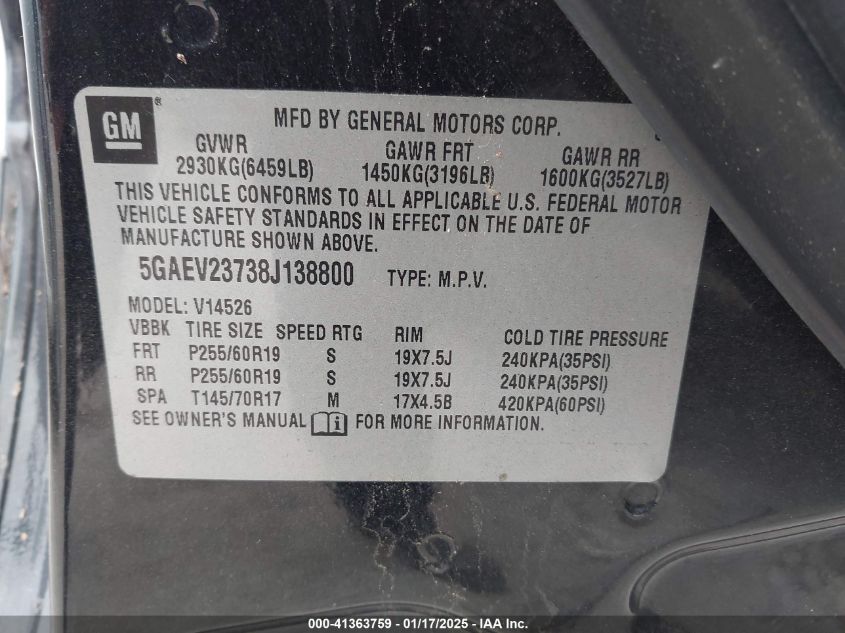 GM ®
MFD BY GENERAL MOTORS CORP.
GVWR GAWR FRT GAWR RR
2930KG(6459LB) 1450KG(3196LB) 1600KG(3527LB)
THIS VEHICLE CONFORMS TO ALL APPLICABLE U.S. FEDERAL MOTOR
VEHICLE SAFETY STANDARDS IN EFFECT ON THE DATE OF
MANUFACTURE SHOWN ABOVE.
5GAEV23738J138800 TYPE: M.P.V.
MODEL: V14526
VBBK TIRE SIZE SPEED RTG RIM COLD TIRE PRESSURE
FRT P255/60R19 S 19X7.5J 240KPA(35PSI)
RR P255/60R19 S 19X7.5J 240KPA(35PSI)
SPA T145/70R17 M 17X4.5B 420KPA(60PSI)
SEE OWNER'S MANUAL i FOR MORE INFORMATION.
000-41363759 - 01/17/2025 - IAA Inc.